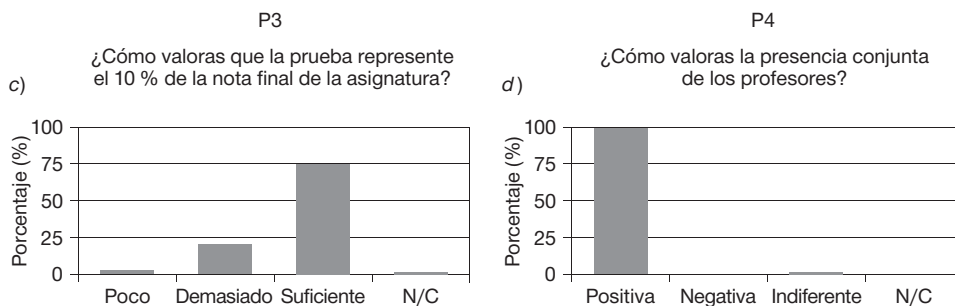 P3
¿Cómo valoras que la prueba represente
el 10 % de la nota final de la asignatura?
c)
Porcentaje (%)
100
75
50
25
0
Poco Demasiado Suficiente N/C
P4
¿Cómo valoras la presencia conjunta
de los profesores?
d)
Porcentaje (%)
100
75
50
25
0
Positiva Negativa Indiferente N/C